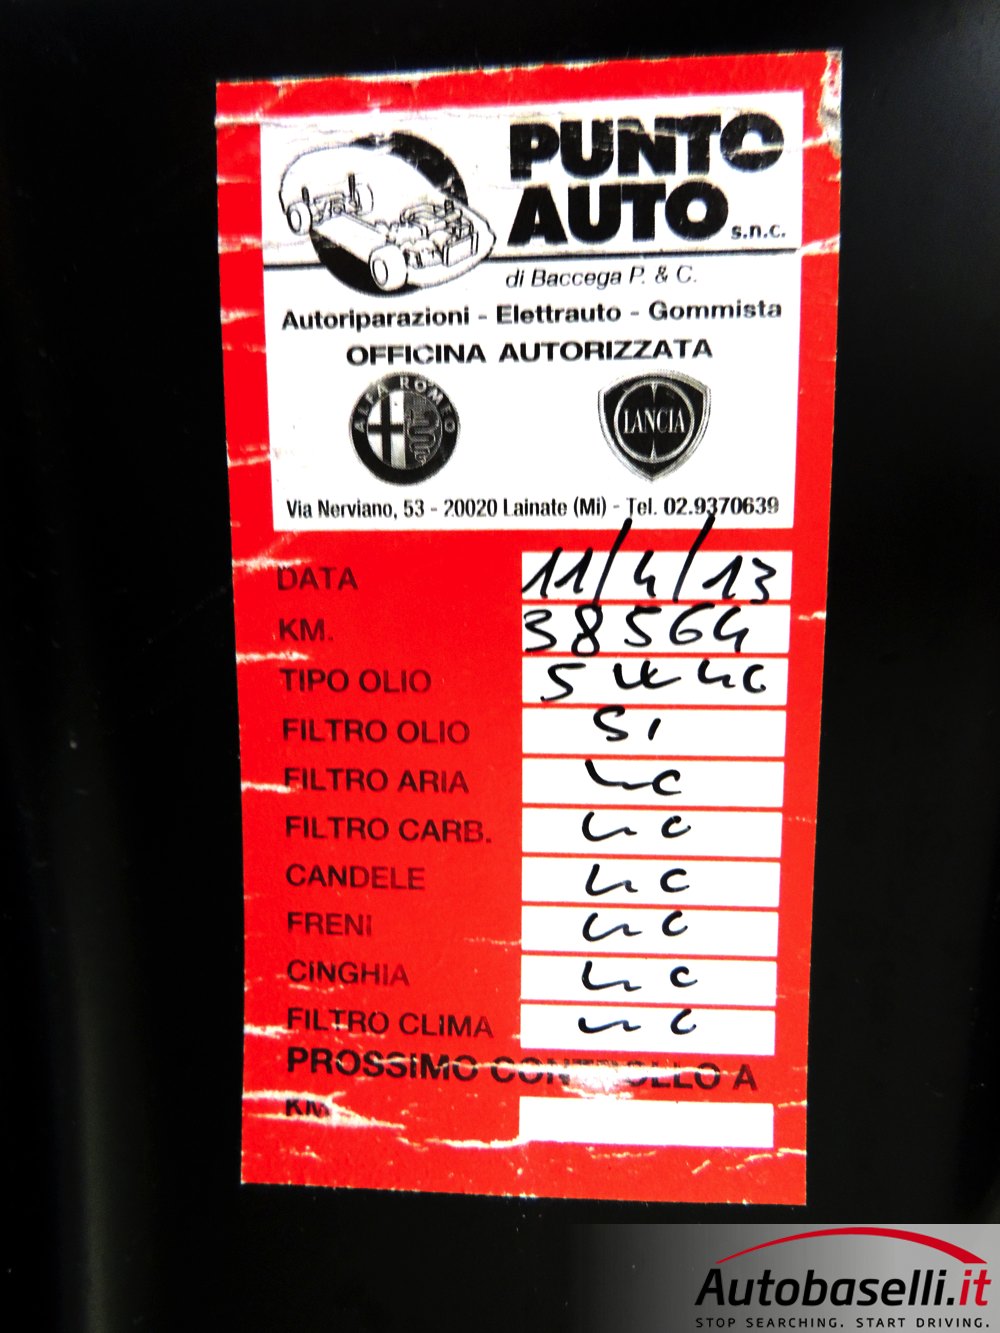 PUNTO
AUTO s.n.c.
di Baccega P. & C.
Autoriparazioni - Elettrauto - Gommista
OFFICINA AUTORIZZATA
ALFA ROMEO
LANCIA
Via Nerviano, 53 - 20020 Lainate (Mi) - Tel. 02.9370639
DATA 11/4/13
KM. 38564
TIPO OLIO 5
FILTRO OLIO SI
FILTRO ARIA
FILTRO CARB.
CANDELE
FRENI
CINGHIA
FILTRO CLIMA
PROSSIMO CONTROLLO A
KM
Autobaselli.it
STOP SEARCHING. START DRIVING.